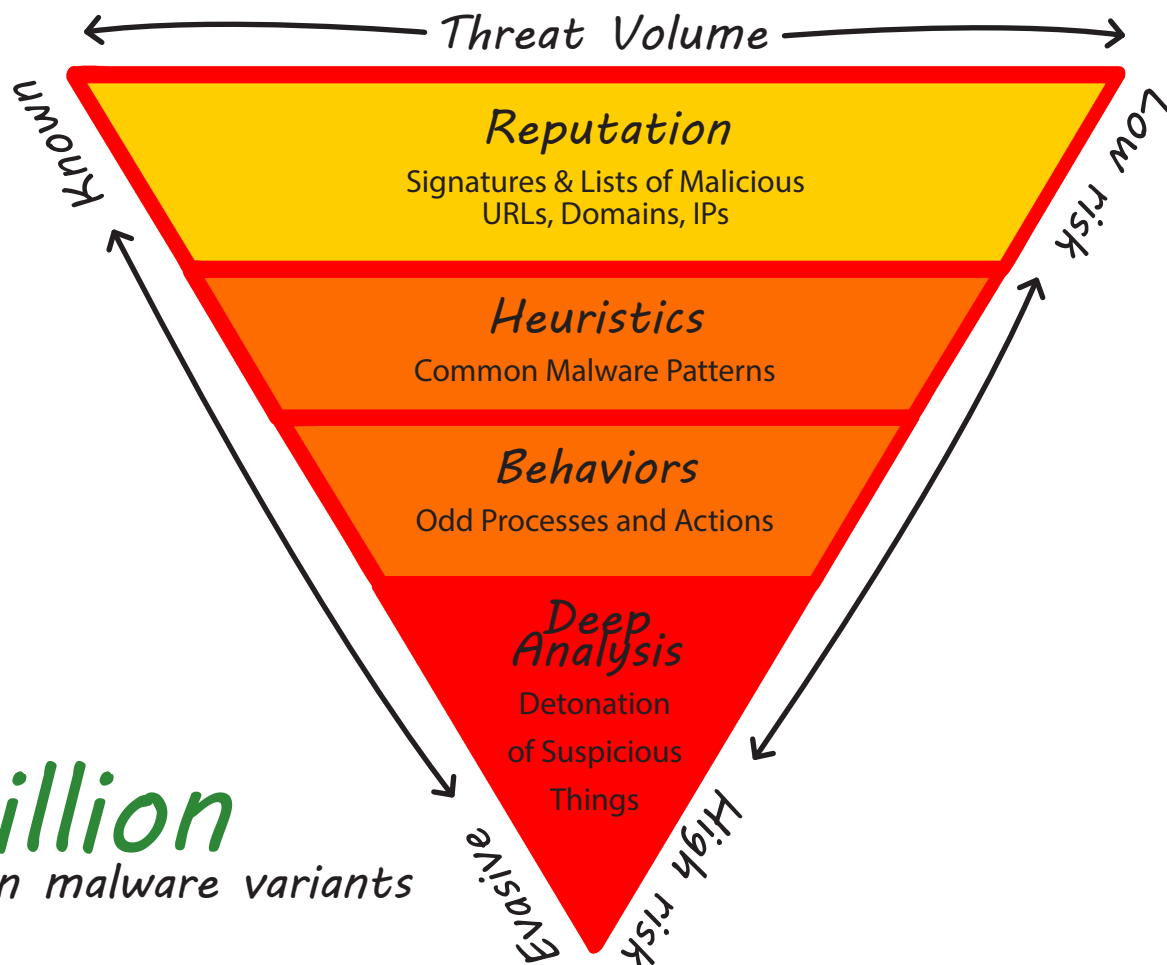 Threat Volume
Known
Low risk
Reputation
Signatures & Lists of Malicious
URLs, Domains, IPs
Heuristics
Common Malware Patterns
Behaviors
Odd Processes and Actions
Deep
Analysis
Detonation
of Suspicious
Things
Evasive
High risk
illion
n malware variants